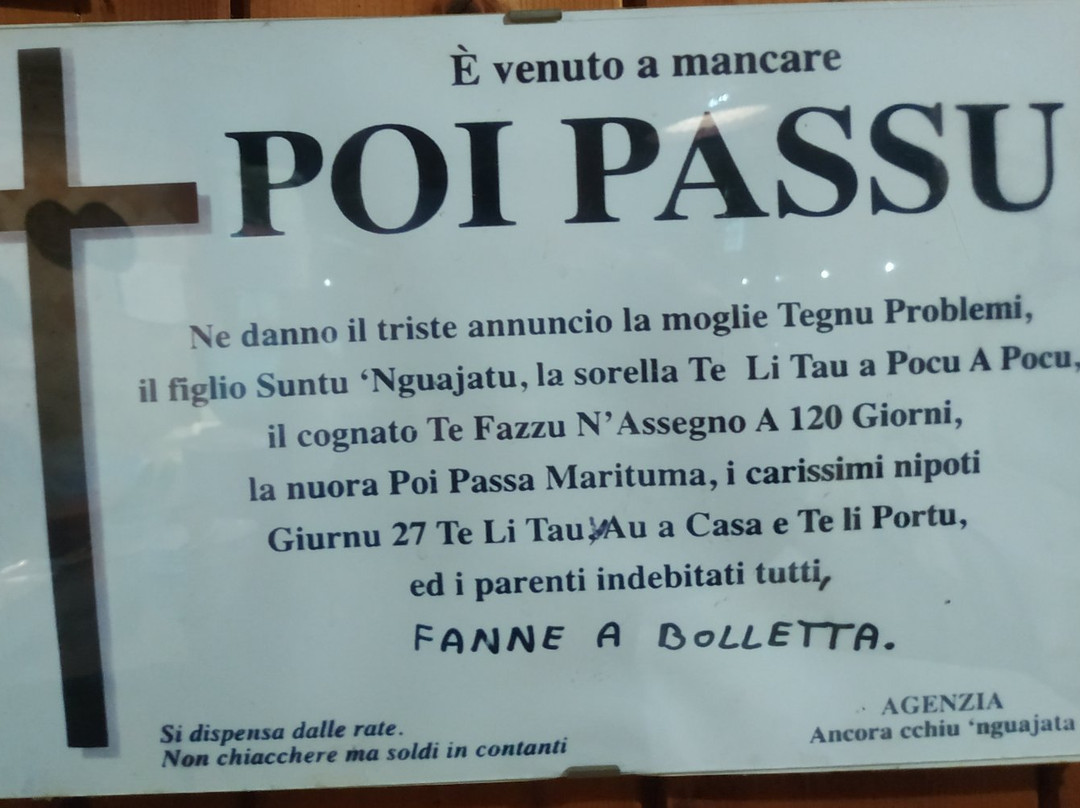 È venuto a mancare
POI PASSU
Ne danno il triste annuncio la moglie Tegnu Problemi,
il figlio Suntu ‘Nguajatu, la sorella Te Li Tau a Pocu A Pocu,
il cognato Te Fazzu N’Assegno A 120 Giorni,
la nuora Poi Passa Marituma, i carissimi nipoti
Giurnu 27 Te Li Tau, Au a Casa e Te li Portu,
ed i parenti indebitati tutti,
FANNE A BOLLETTA.
Si dispensa dalle rate.
Non chiacchere ma soldi in contanti
AGENZIA
Ancora cchiu ‘nguajata